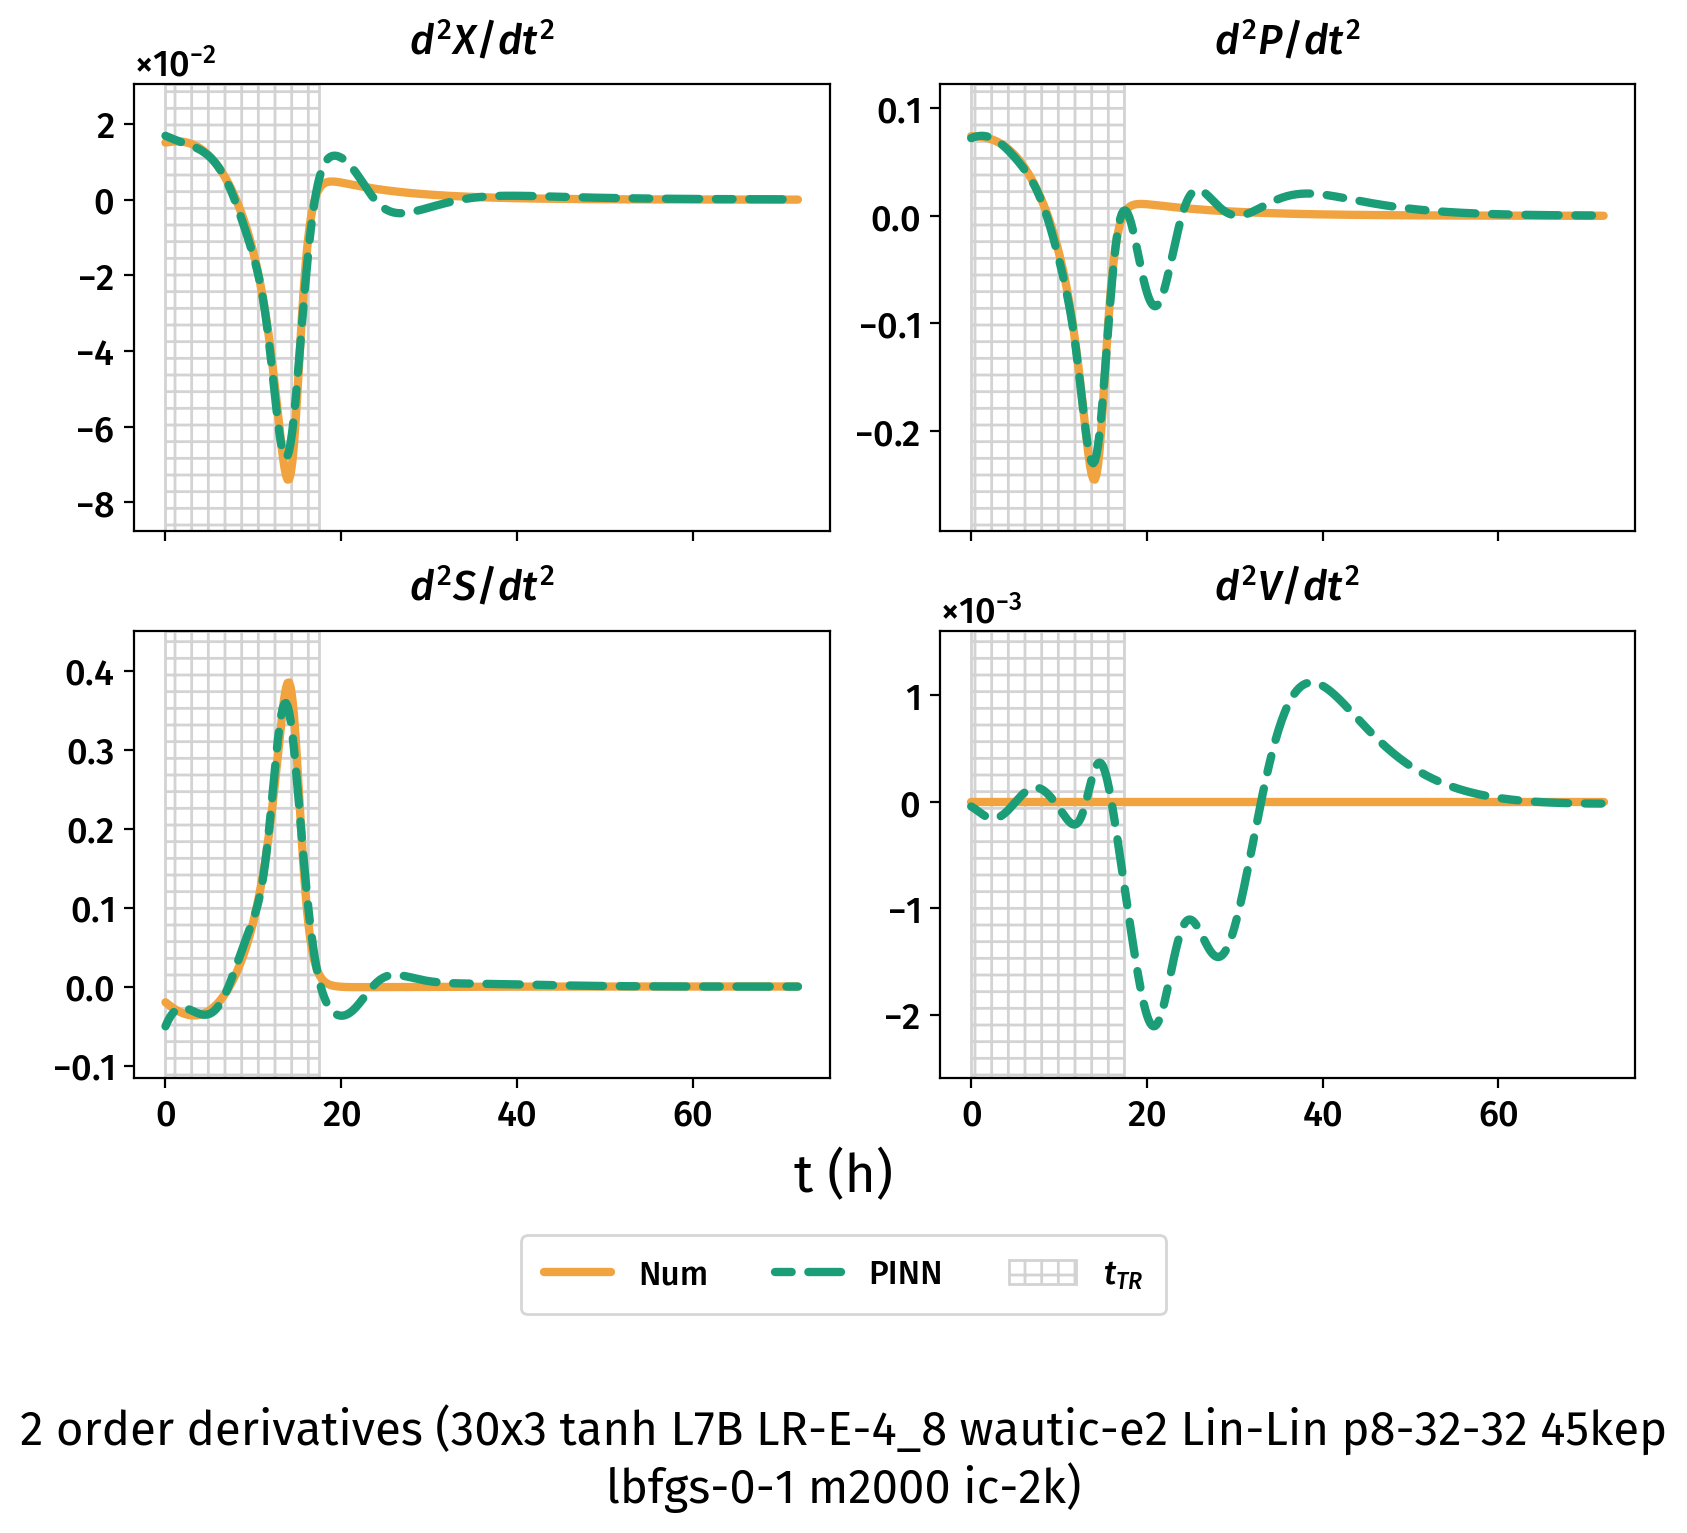 d²X/dt²
×10⁻²
2
0
−2
−4
−6
−8
d²P/dt²
0.1
0.0
−0.1
−0.2
d²S/dt²
0.4
0.3
0.2
0.1
0.0
−0.1
0 20 40 60
d²V/dt²
×10⁻³
1
0
−1
−2
0 20 40 60
t (h)
Num PINN t_TR
2 order derivatives (30x3 tanh L7B LR-E-4_8 wautic-e2 Lin-Lin p8-32-32 45kep
lbfgs-0-1 m2000 ic-2k)